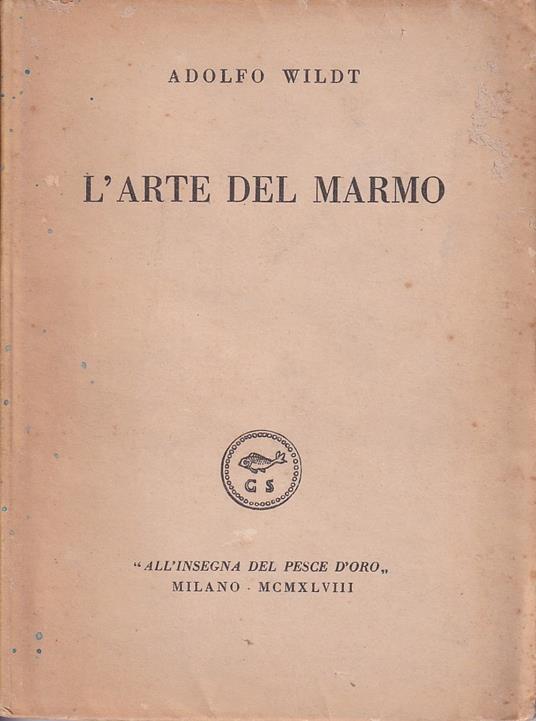 ADOLFO WILDT
L'ARTE DEL MARMO
G S
"ALL'INSEGNA DEL PESCE D'ORO„
MILANO · MCMXLVIII